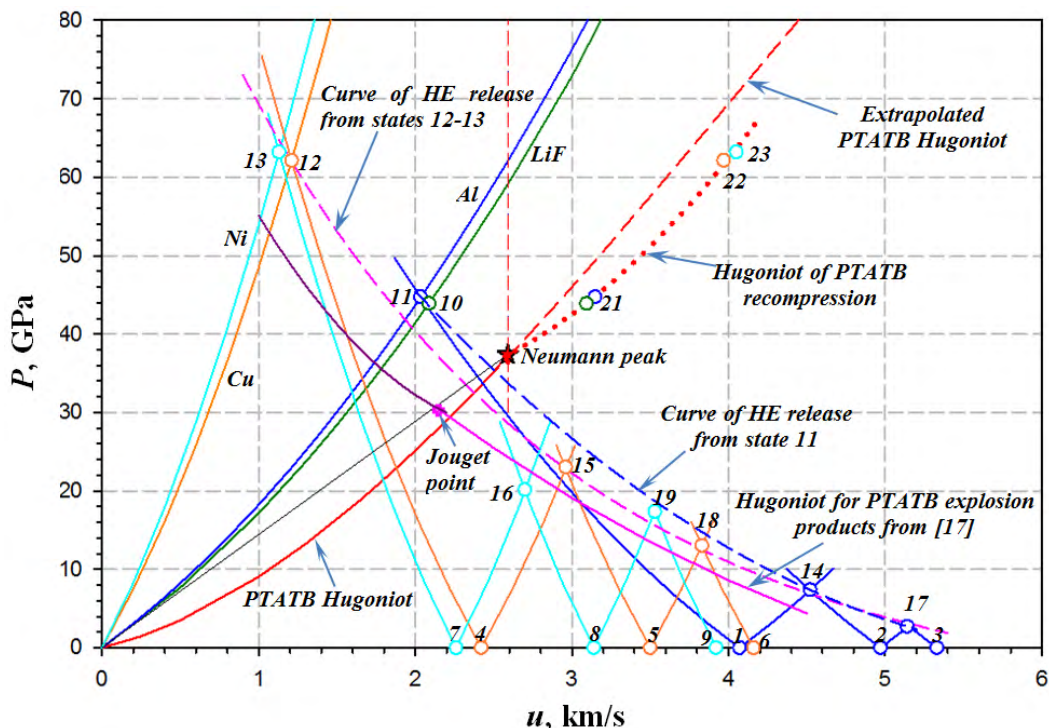 80
70
60
50
40
30
20
10
0
P, GPa
0
1
2
3
4
5
6
u, km/s
Curve of HE release
from states 12-13
Extrapolated
PTATB Hugoniot
LiF
Al
13
12
23
22
Ni
Hugoniot of PTATB
recompression
11
10
21
Neumann peak
Cu
Curve of HE release
from state 11
Jouget
point
15
16
19
18
Hugoniot for PTATB explosion
products from [17]
PTATB Hugoniot
14
17
7
4
8
5
9
1
6
2
3